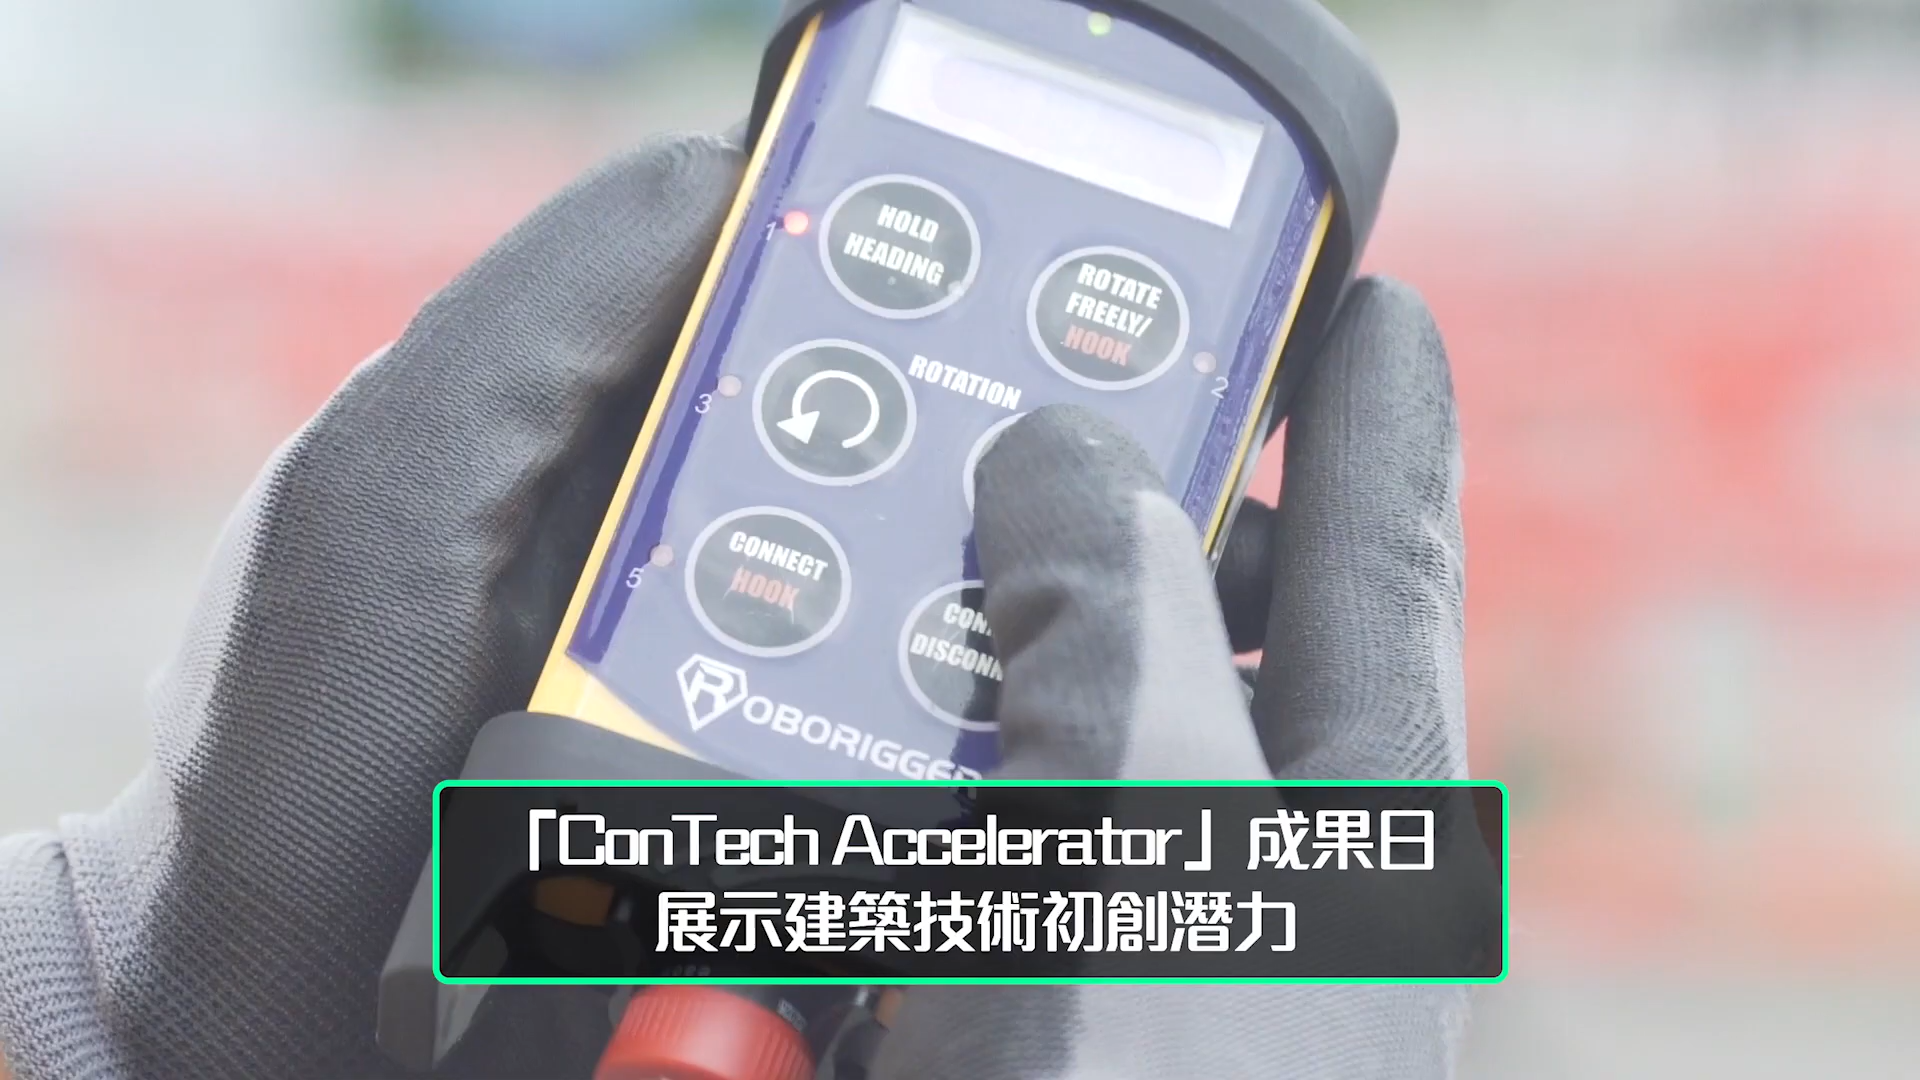 HOLD
HEADING
1
ROTATE
FREELY/
HOOK
2
ROTATION
3
CONNECT
HOOK
5
ROBORIGGER
「ConTech Accelerator」成果日
展示建築技術初創潛力